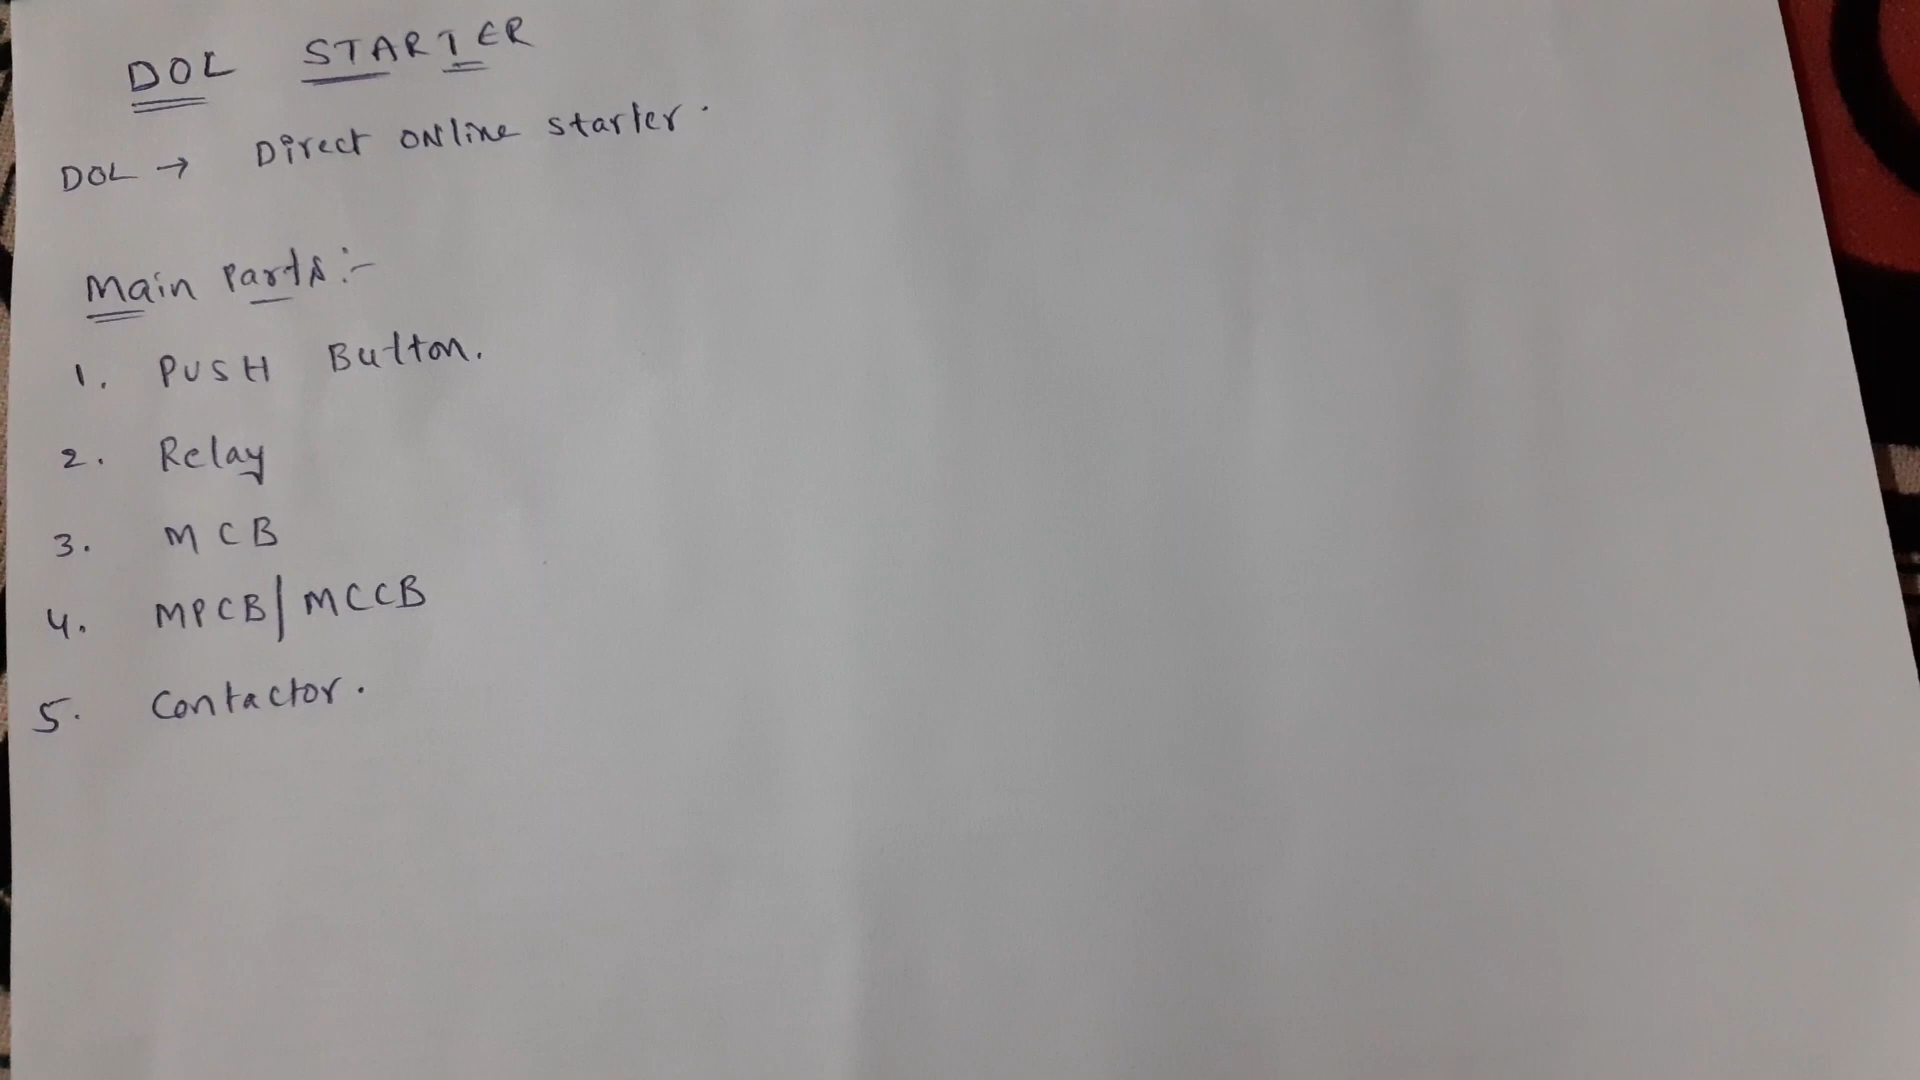 DOL STARTER
DOL → Direct ONline starter.
Main Parts :-
1. PUSH Button.
2. Relay
3. MCB
4. MPCB/MCCB
5. Contactor.